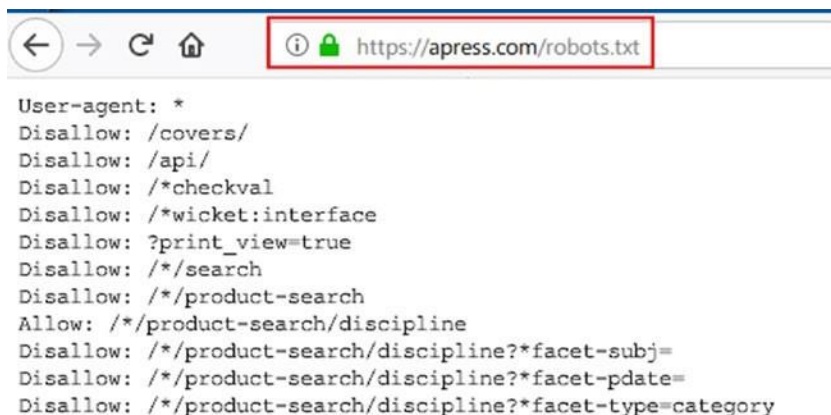 https://apress.com/robots.txt
User-agent: *
Disallow: /covers/
Disallow: /api/
Disallow: /*checkval
Disallow: /*wicket:interface
Disallow: ?print_view=true
Disallow: /*/search
Disallow: /*/product-search
Allow: /*/product-search/discipline
Disallow: /*/product-search/discipline?*facet-subj=
Disallow: /*/product-search/discipline?*facet-pdate=
Disallow: /*/product-search/discipline?*facet-type=category